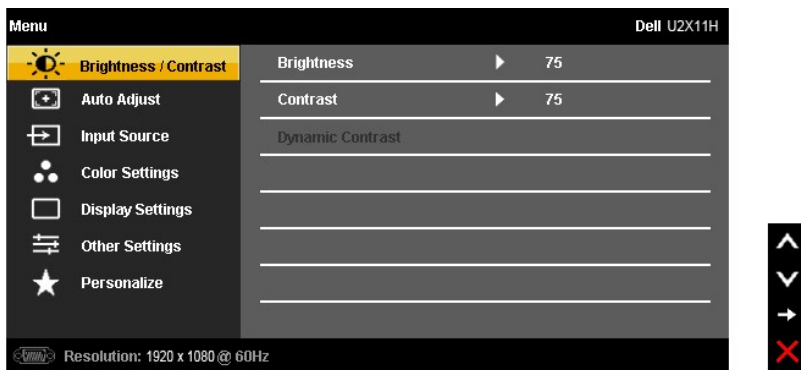 Menu Dell U2X11H
Brightness / Contrast Brightness 75
Auto Adjust Contrast 75
Input Source Dynamic Contrast
Color Settings
Display Settings
Other Settings
Personalize
Resolution: 1920 x 1080 @ 60Hz